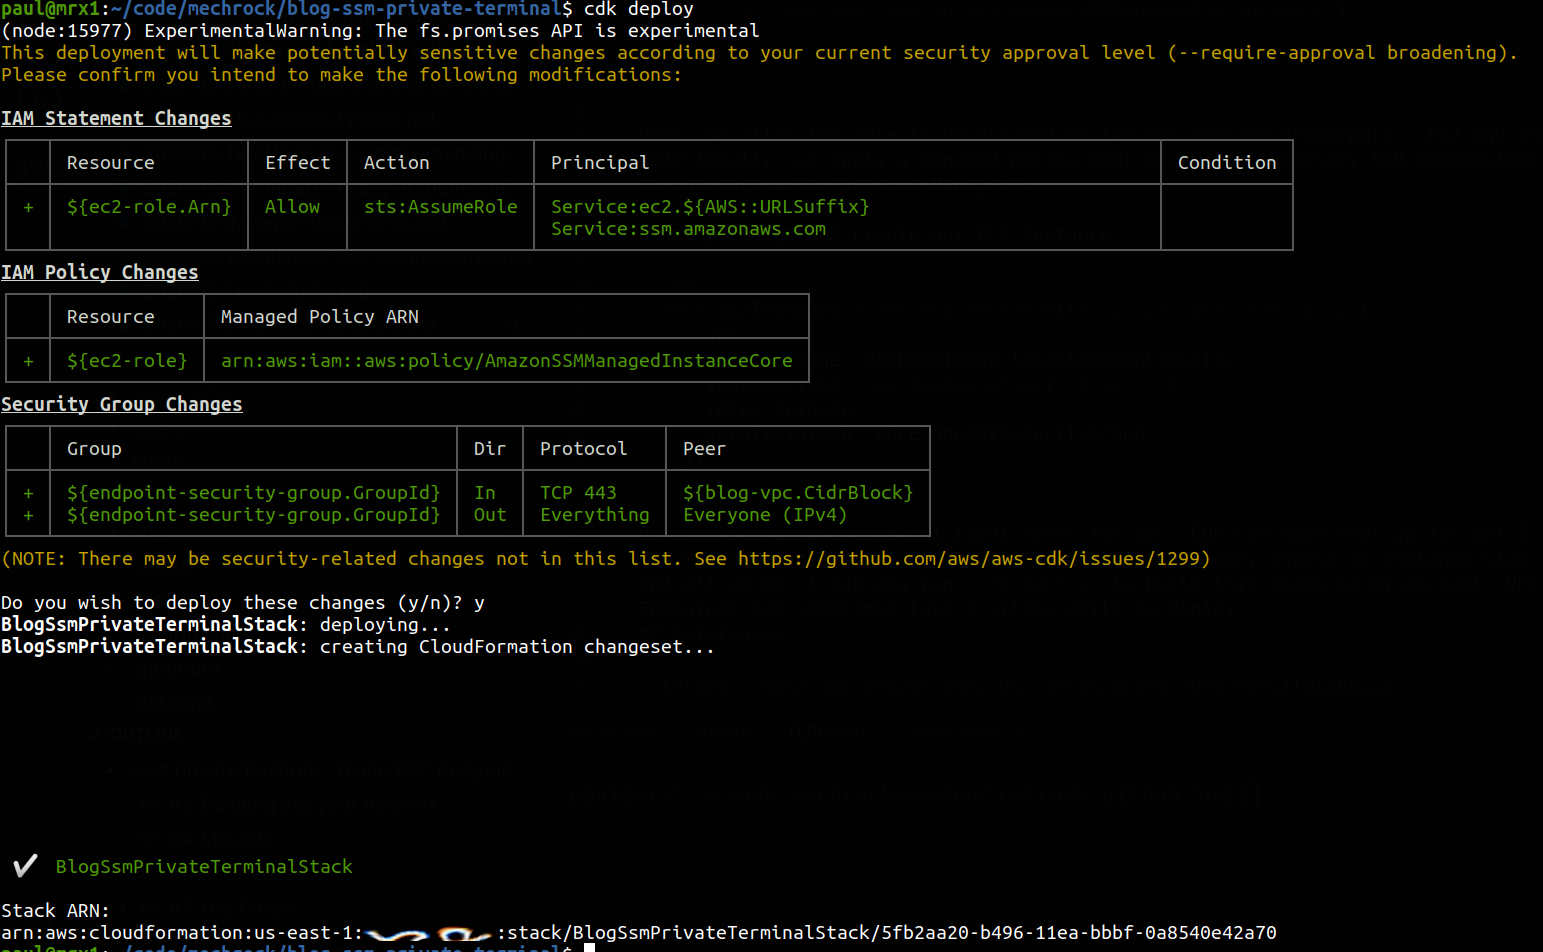 paul@mrx1:~/code/mechrock/blog-ssm-private-terminal$ cdk deploy
(node:15977) ExperimentalWarning: The fs.promises API is experimental
This deployment will make potentially sensitive changes according to your current security approval level (--require-approval broadening).
Please confirm you intend to make the following modifications:
IAM Statement Changes
Resource Effect Action Principal Condition
+ ${ec2-role.Arn} Allow sts:AssumeRole Service:ec2.${AWS::URLSuffix}
Service:ssm.amazonaws.com
IAM Policy Changes
Resource Managed Policy ARN
+ ${ec2-role} arn:aws:iam::aws:policy/AmazonSSMManagedInstanceCore
Security Group Changes
Group Dir Protocol Peer
+ ${endpoint-security-group.GroupId} In TCP 443 ${blog-vpc.CidrBlock}
+ ${endpoint-security-group.GroupId} Out Everything Everyone (IPv4)
(NOTE: There may be security-related changes not in this list. See https://github.com/aws/aws-cdk/issues/1299)
Do you wish to deploy these changes (y/n)? y
BlogSsmPrivateTerminalStack: deploying...
BlogSsmPrivateTerminalStack: creating CloudFormation changeset...
✔ BlogSsmPrivateTerminalStack
Stack ARN:
arn:aws:cloudformation:us-east-1: :stack/BlogSsmPrivateTerminalStack/5fb2aa20-b496-11ea-bbbf-0a8540e42a70
paul@mrx1:~/code/mechrock/blog-ssm-private-terminal$